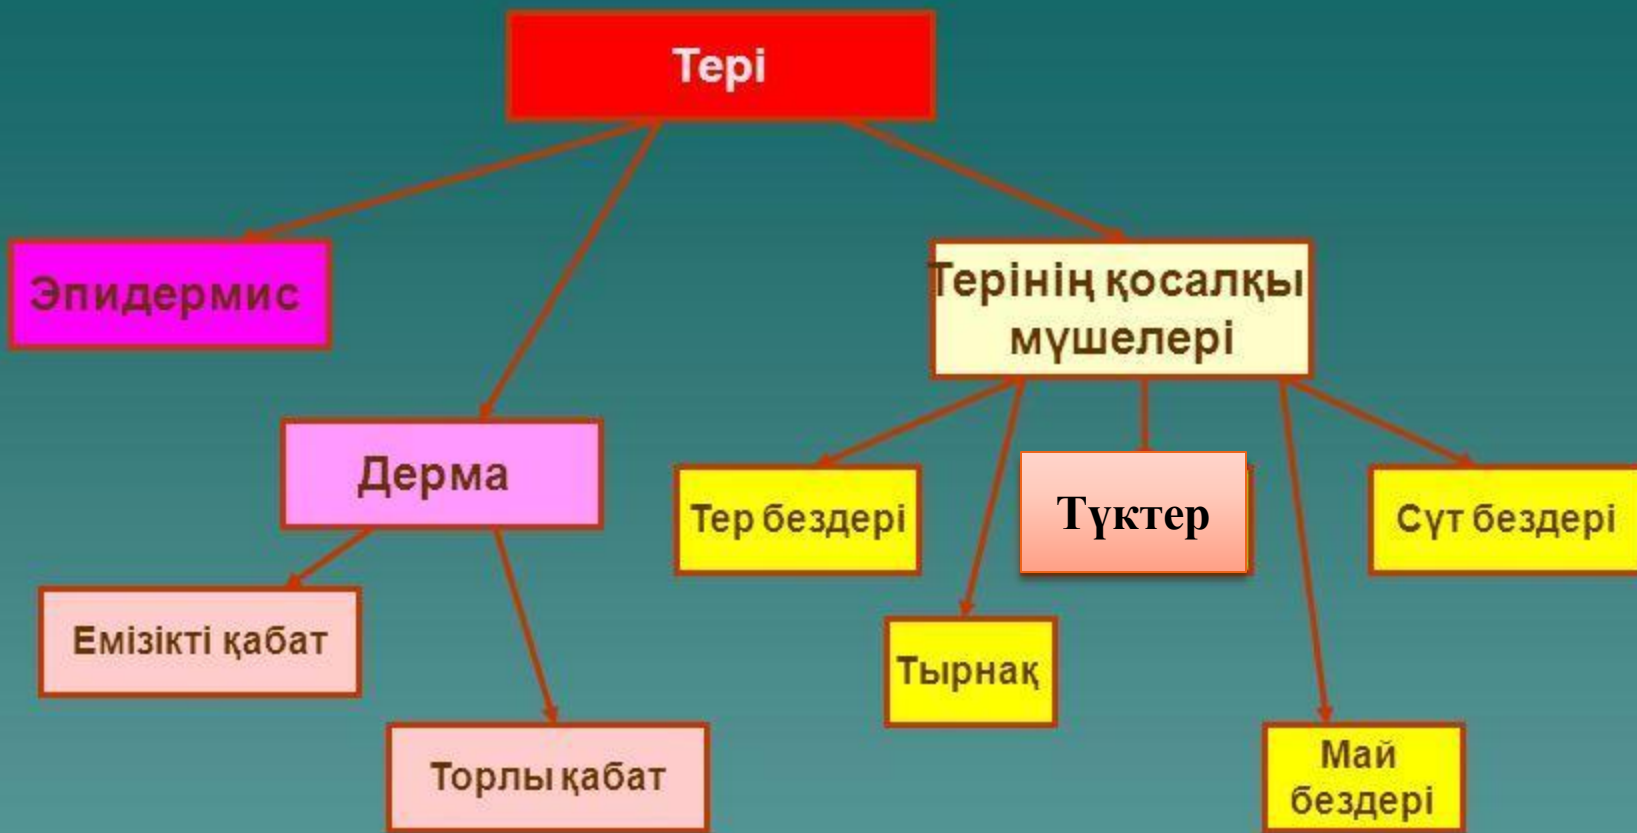 Тері
Эпидермис
Терінің қосалқы
мүшелері
Дерма
Тер бездері
Түктер
Сүт бездері
Емізікті қабат
Тырнақ
Торлы қабат
Май
бездері